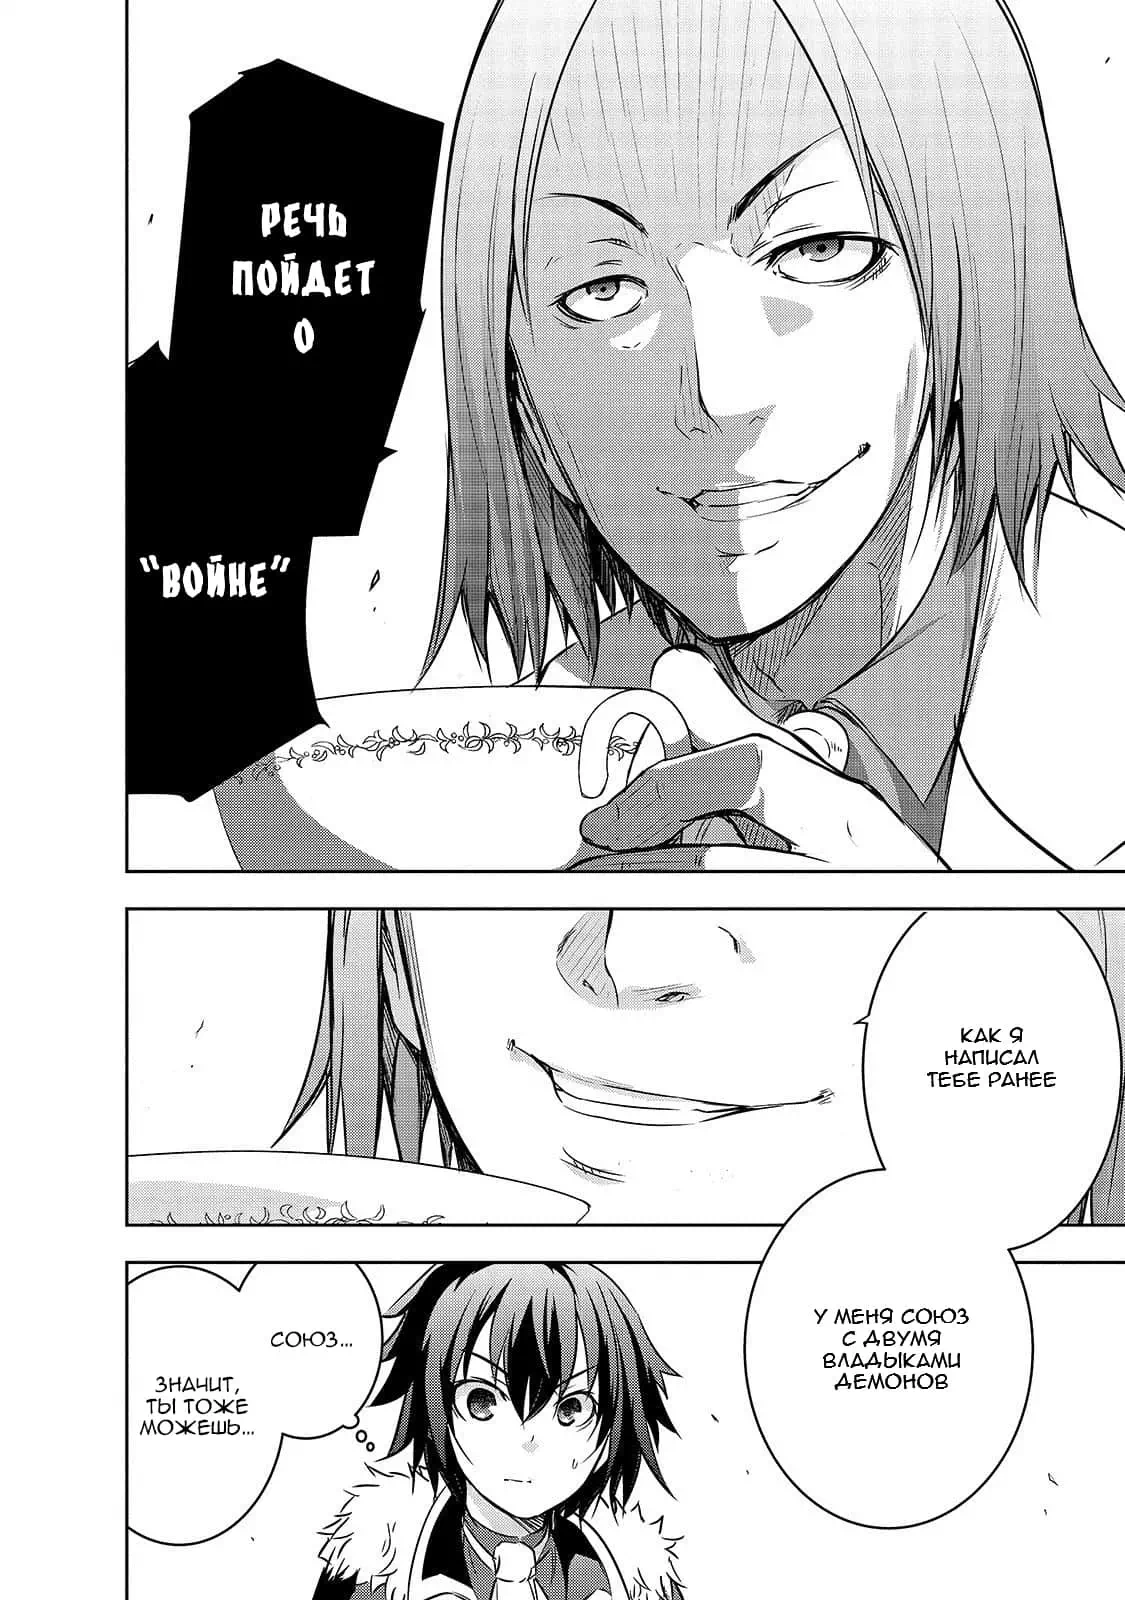 РЕЧЬ
ПОЙДЕТ
О
"ВОЙНЕ"
КАК Я
НАПИСАЛ
ТЕБЕ РАНЕЕ
У МЕНЯ СОЮЗ
С ДВУМЯ
ВЛАДЫКАМИ
ДЕМОНОВ
СОЮЗ...
ЗНАЧИТ,
ТЫ ТОЖЕ
МОЖЕШЬ...